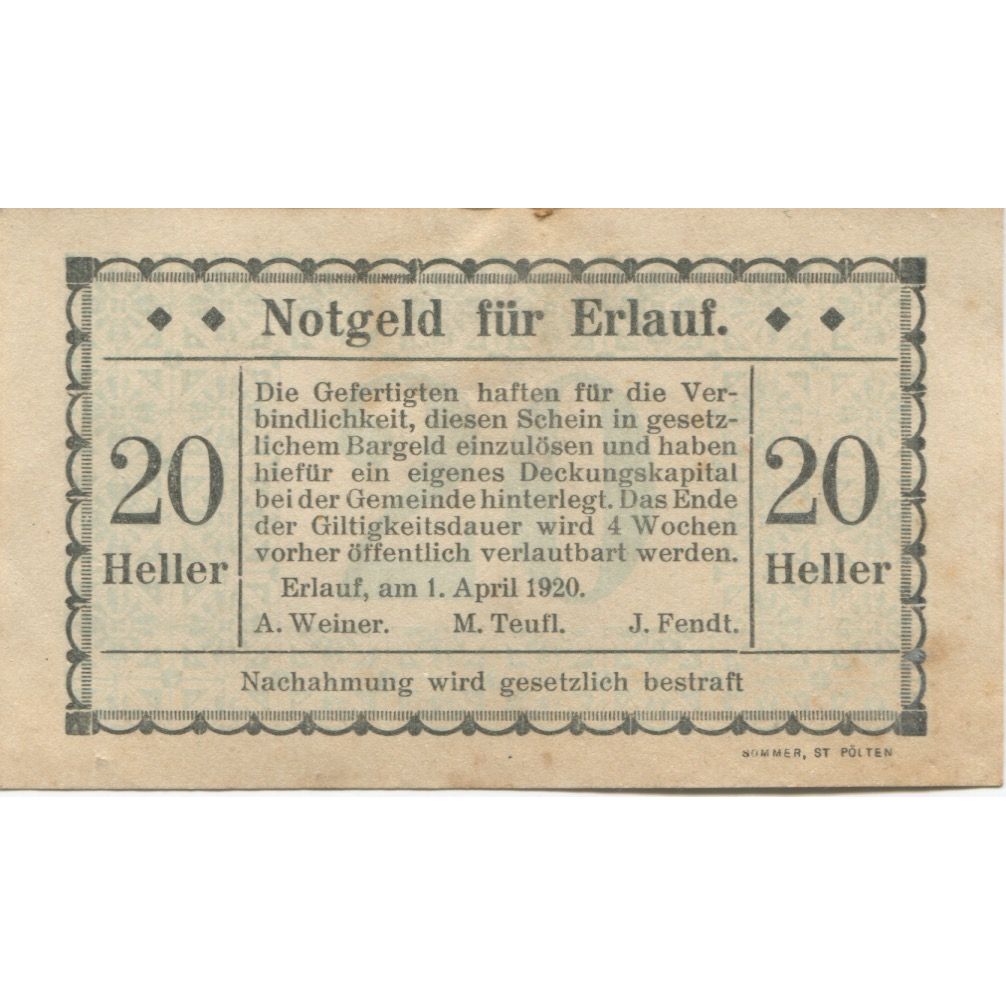 Notgeld für Erlauf.
20
Heller
Die Gefertigten haften für die Ver-
bindlichkeit, diesen Schein in gesetz-
lichem Bargeld einzulösen und haben
hiefür ein eigenes Deckungskapital
bei der Gemeinde hinterlegt. Das Ende
der Giltigkeitsdauer wird 4 Wochen
vorher öffentlich verlautbart werden.
Erlauf, am 1. April 1920.
A. Weiner. M. Teufl. J. Fendt.
20
Heller
Nachahmung wird gesetzlich bestraft
SOMMER, ST PÖLTEN